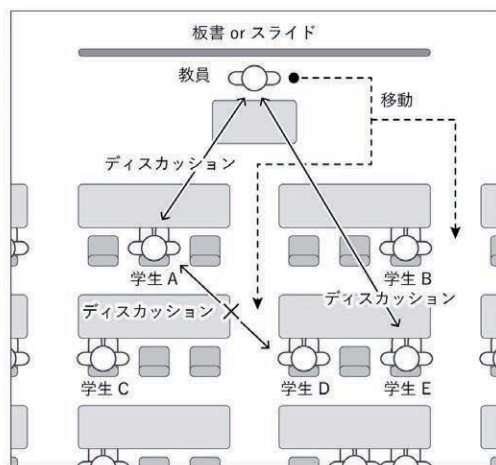 板書 or スライド
教員
移動
ディスカッション
学生 A
学生 B
ディスカッション
ディスカッション
学生 C
学生 D
学生 E